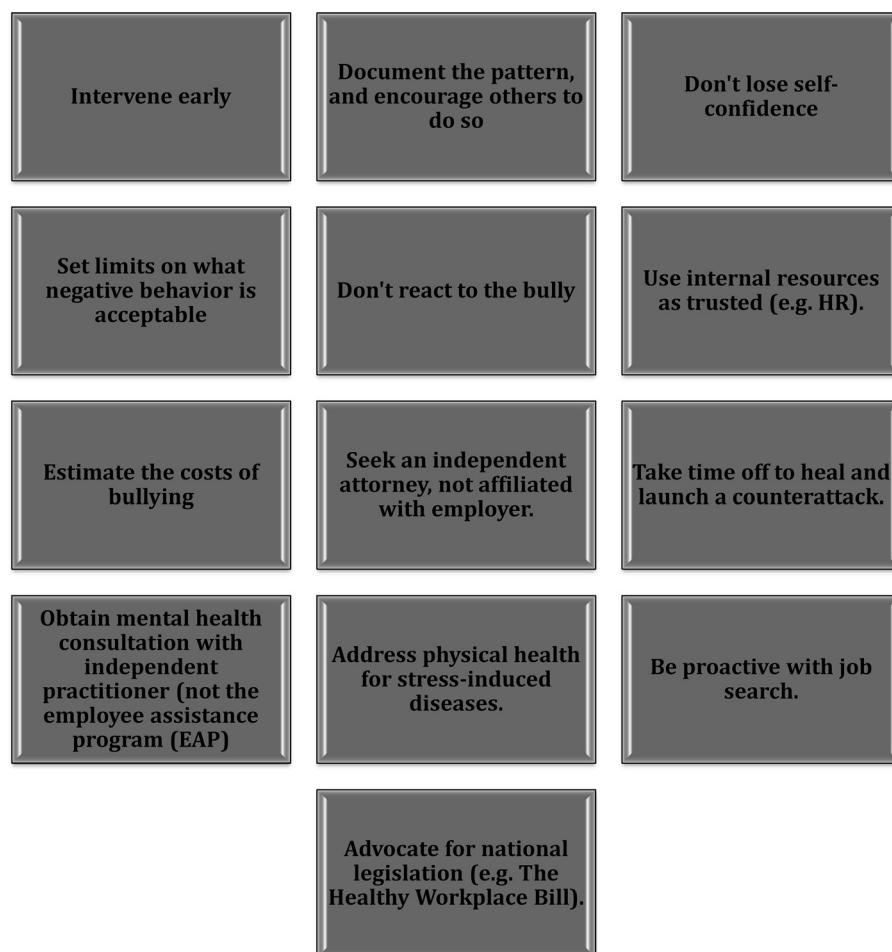 Intervene early
Document the pattern,
and encourage others to
do so
Don't lose self-
confidence
Set limits on what
negative behavior is
acceptable
Don't react to the bully
Use internal resources
as trusted (e.g. HR).
Estimate the costs of
bullying
Seek an independent
attorney, not affiliated
with employer.
Take time off to heal and
launch a counterattack.
Obtain mental health
consultation with
independent
practitioner (not the
employee assistance
program (EAP)
Address physical health
for stress-induced
diseases.
Be proactive with job
search.
Advocate for national
legislation (e.g. The
Healthy Workplace Bill).